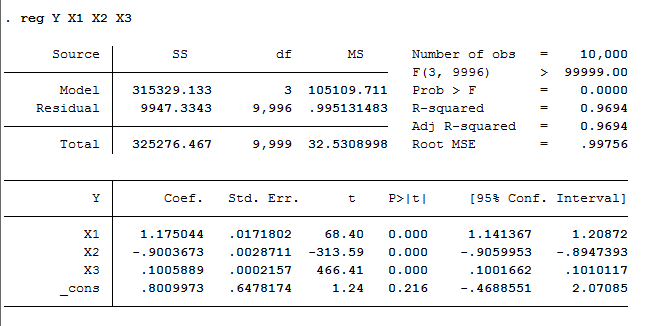 . reg Y X1 X2 X3
Source SS df MS Number of obs = 10,000
F(3, 9996) > 99999.00
Model 315329.133 3 105109.711 Prob > F = 0.0000
Residual 9947.3343 9,996 .995131483 R-squared = 0.9694
Adj R-squared = 0.9694
Total 325276.467 9,999 32.5308998 Root MSE = .99756
Y Coef. Std. Err. t P>|t| [95% Conf. Interval]
X1 1.175044 .0171802 68.40 0.000 1.141367 1.20872
X2 -.9003673 .0028711 -313.59 0.000 -.9059953 -.8947393
X3 .1005889 .0002157 466.41 0.000 .1001662 .1010117
_cons .8009973 .6478174 1.24 0.216 -.4688551 2.07085